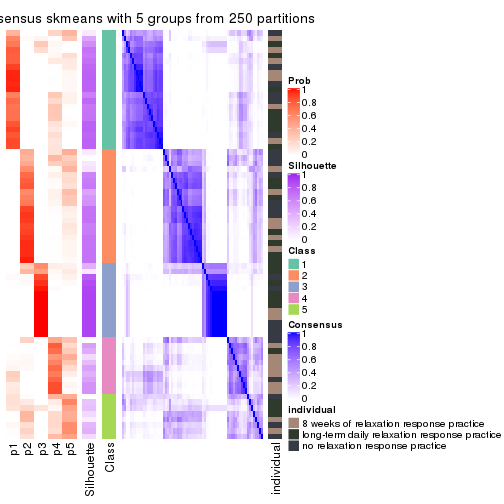 sensus skmeans with 5 groups from 250 partitions
Prob
1
0.8
0.6
0.4
0.2
0
Silhouette
1
0.8
0.6
0.4
0.2
0
Class
1
2
3
4
5
Consensus
1
0.8
0.6
0.4
0.2
0
individual
8 weeks of relaxation response practice
long-term daily relaxation response practice
no relaxation response practice
p1
p2
p3
p4
p5
Silhouette
Class
individual